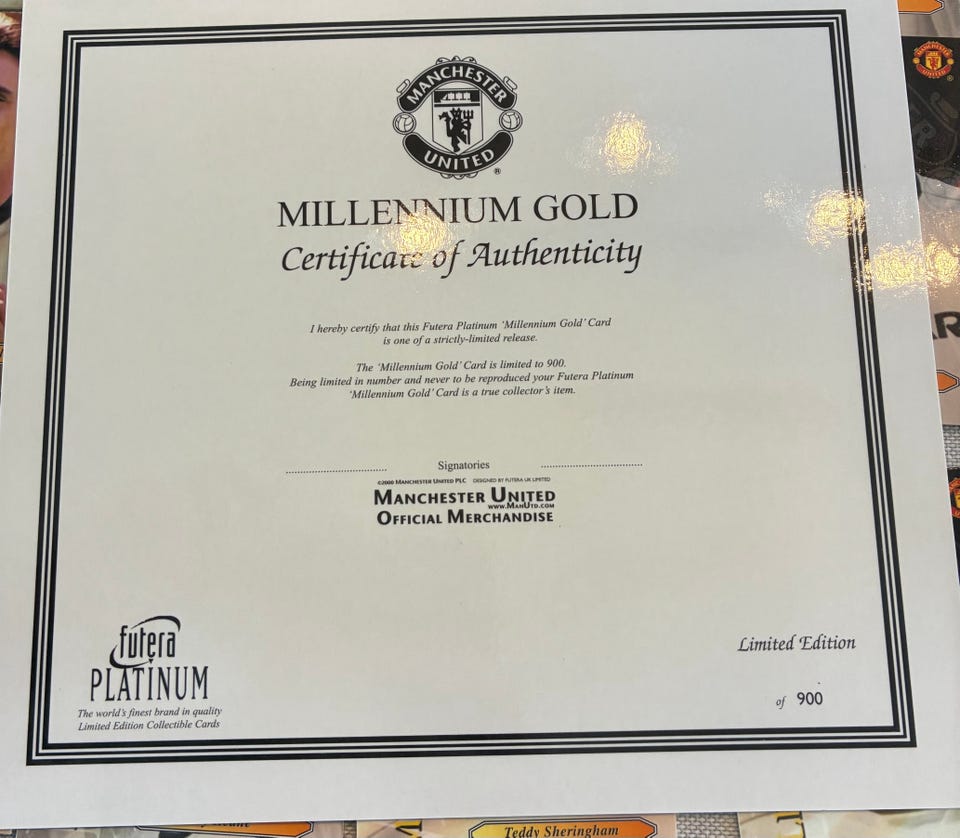 MANCHESTER
UNITED
MILLENNIUM GOLD
Certificate of Authenticity
I hereby certify that this Futera Platinum 'Millennium Gold' Card
is one of a strictly-limited release.
The 'Millennium Gold' Card is limited to 900.
Being limited in number and never to be reproduced your Futera Platinum
'Millennium Gold' Card is a true collector's item.
Signatories
©2000 MANCHESTER UNITED PLC DESIGNED BY FUTERA UK LIMITED
MANCHESTER UNITED
WWW.MANUTD.COM
OFFICIAL MERCHANDISE
futera
PLATINUM
The world's finest brand in quality
Limited Edition Collectible Cards
Limited Edition
of 900
MANCHESTER
UNITED
Teddy Sheringham